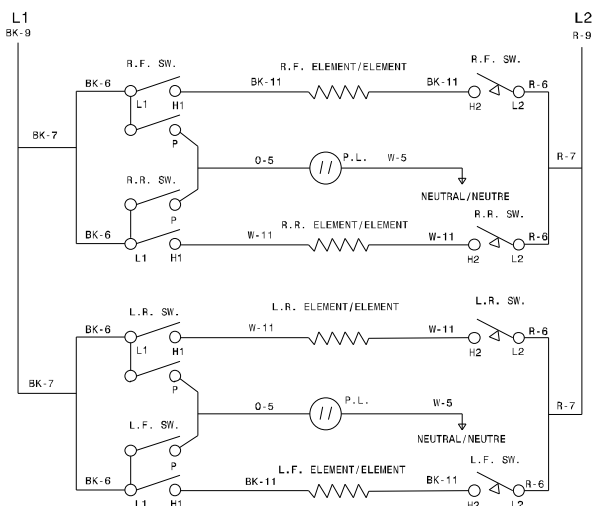 L1 L2
BK-9 R-9
R.F. SW. R.F. ELEMENT/ELEMENT R.F. SW.
BK-6 BK-11 BK-11 R-6
L1 H1 H2 L2
BK-7
P
O-5 P.L. W-5 R-7
R.R. SW. NEUTRAL/NEUTRE
P R.R. SW.
R.R. ELEMENT/ELEMENT
BK-6 W-11 W-11 R-6
L1 H1 H2 L2
L.R. SW. L.R. ELEMENT/ELEMENT L.R. SW.
BK-6 W-11 W-11 R-6
L1 H1 H2 L2
BK-7 P
O-5 P.L. W-5 R-7
L.F. SW. NEUTRAL/NEUTRE
P L.F. ELEMENT/ELEMENT L.F. SW.
BK-6 BK-11 BK-11 R-6
L1 H1 H2 L2